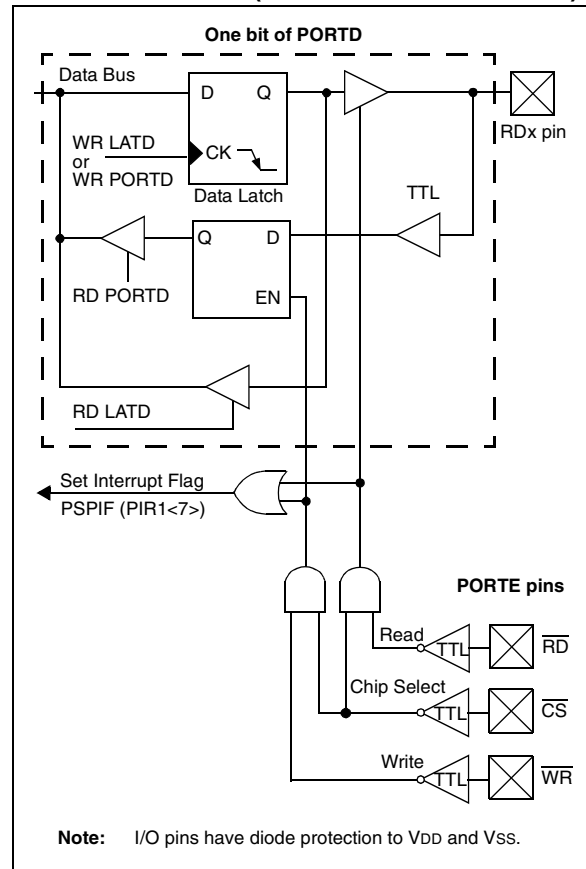 One bit of PORTD
Data Bus
D Q
RDx pin
WR LATD
or
WR PORTD
CK
Data Latch
TTL
Q D
EN
RD PORTD
RD LATD
Set Interrupt Flag
PSPIF (PIR1<7>)
PORTE pins
Read
TTL
RD
Chip Select
TTL
CS
Write
TTL
WR
Note: I/O pins have diode protection to VDD and VSS.